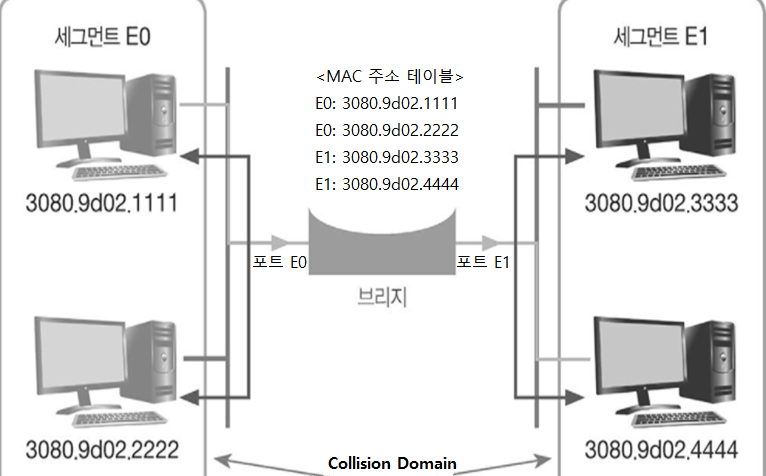 세그먼트 E0
세그먼트 E1
<MAC 주소 테이블>
E0: 3080.9d02.1111
E0: 3080.9d02.2222
E1: 3080.9d02.3333
E1: 3080.9d02.4444
3080.9d02.1111
3080.9d02.3333
포트 E0
포트 E1
브리지
3080.9d02.2222
3080.9d02.4444
Collision Domain